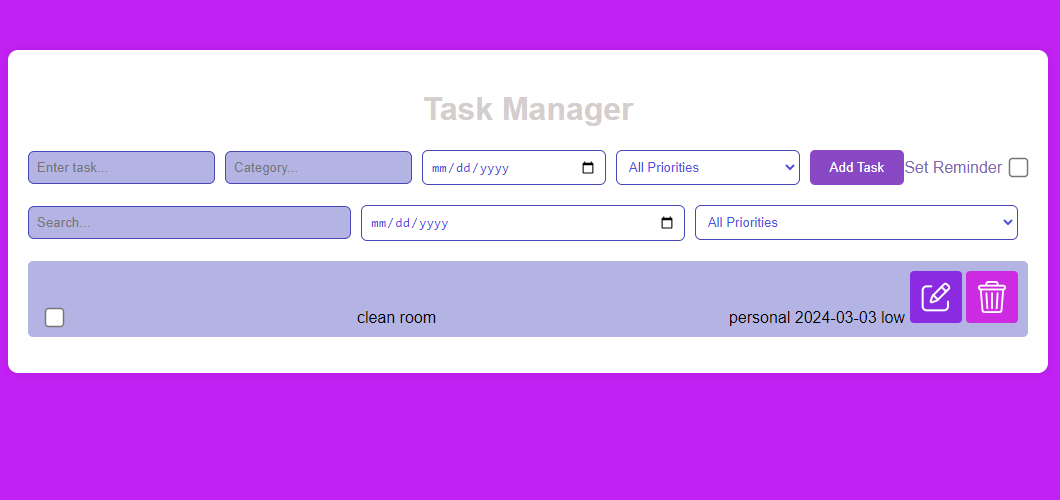 Task Manager
Enter task... Category... mm/dd/yyyy All Priorities Add Task Set Reminder
Search... mm/dd/yyyy All Priorities
clean room personal 2024-03-03 low